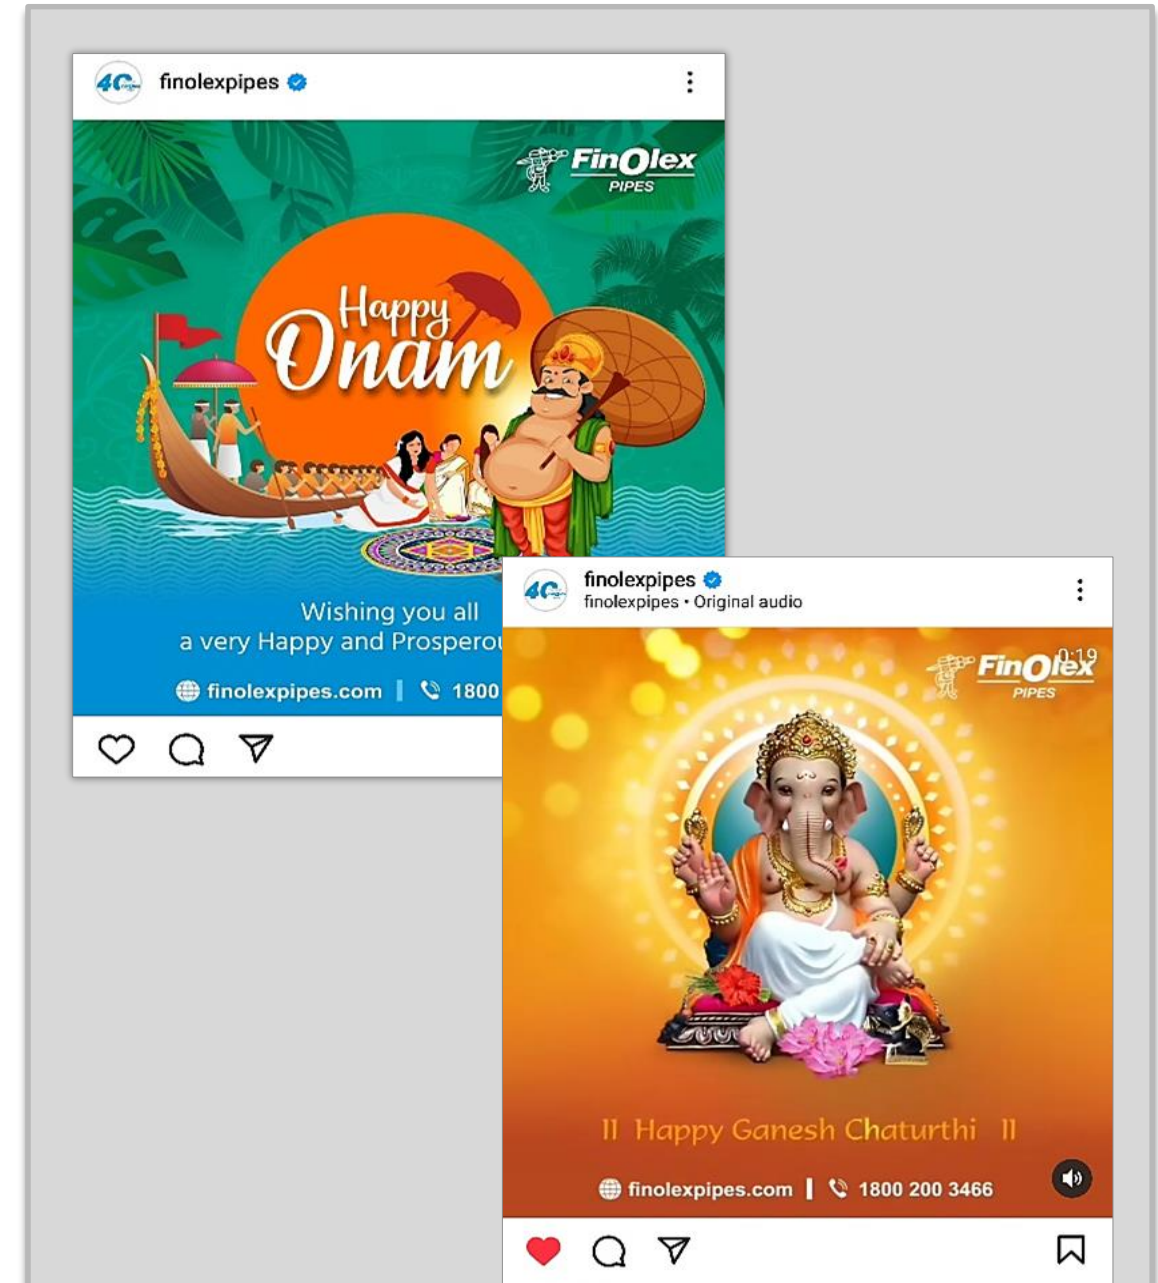 finolexpipes
FinOlex
PIPES
Happy
Onam
Wishing you all
a very Happy and
finolexpipes.com | 1800
finolexpipes
finolexpipes • Original audio
0:19
FinOlex
PIPES
॥ Happy Ganesh Chaturthi ॥
finolexpipes.com | 1800 200 3466